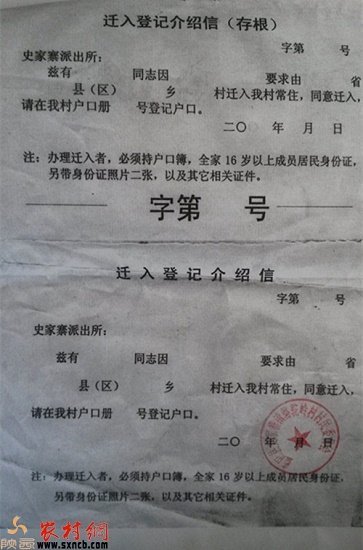 迁入登记介绍信（存根）
字第 号
史家寨派出所：
兹有 同志因 要求由 省
县（区） 乡 村迁入我村常住，同意迁入，
请在我村户口册 号登记户口。
二〇 年 月 日
注：办理迁入者，必须持户口簿，全家 16 岁以上成员居民身份证，
另带身份证照片二张，以及其它相关证件。
字第 号
迁入登记介绍信
字第 号
史家寨派出所：
兹有 同志因 要求由 省
县（区） 乡 村迁入我村常住，同意迁入，
请在我村户口册 号登记户口。
二〇 年 月 日
注：办理迁入者，必须持户口簿，全家 16 岁以上成员居民身份证，
另带身份证照片二张，以及其它相关证件。
陕西 农村網
www.sxncb.com